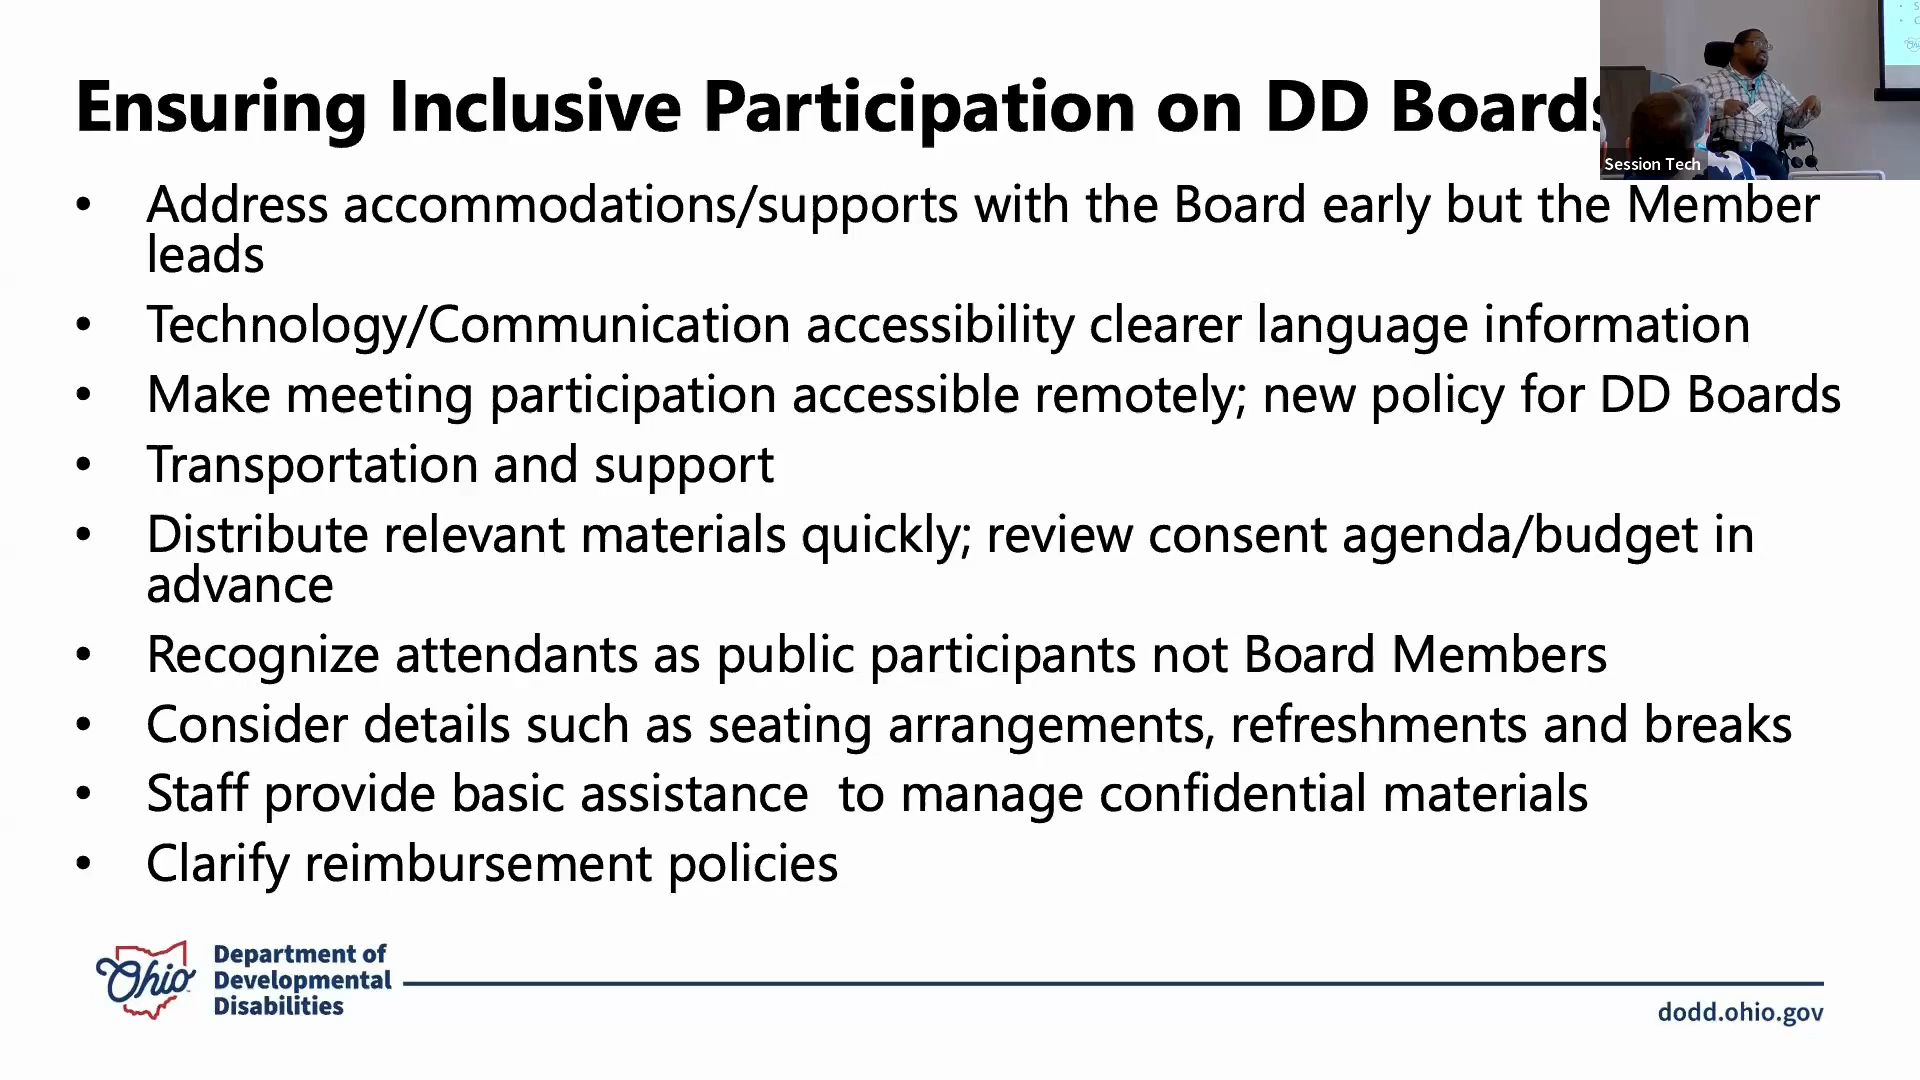 Ensuring Inclusive Participation on DD Boards
Session Tech
• Address accommodations/supports with the Board early but the Member
leads
• Technology/Communication accessibility clearer language information
• Make meeting participation accessible remotely; new policy for DD Boards
• Transportation and support
• Distribute relevant materials quickly; review consent agenda/budget in
advance
• Recognize attendants as public participants not Board Members
• Consider details such as seating arrangements, refreshments and breaks
• Staff provide basic assistance  to manage confidential materials
• Clarify reimbursement policies
Ohio
Department of
Developmental
Disabilities
dodd.ohio.gov